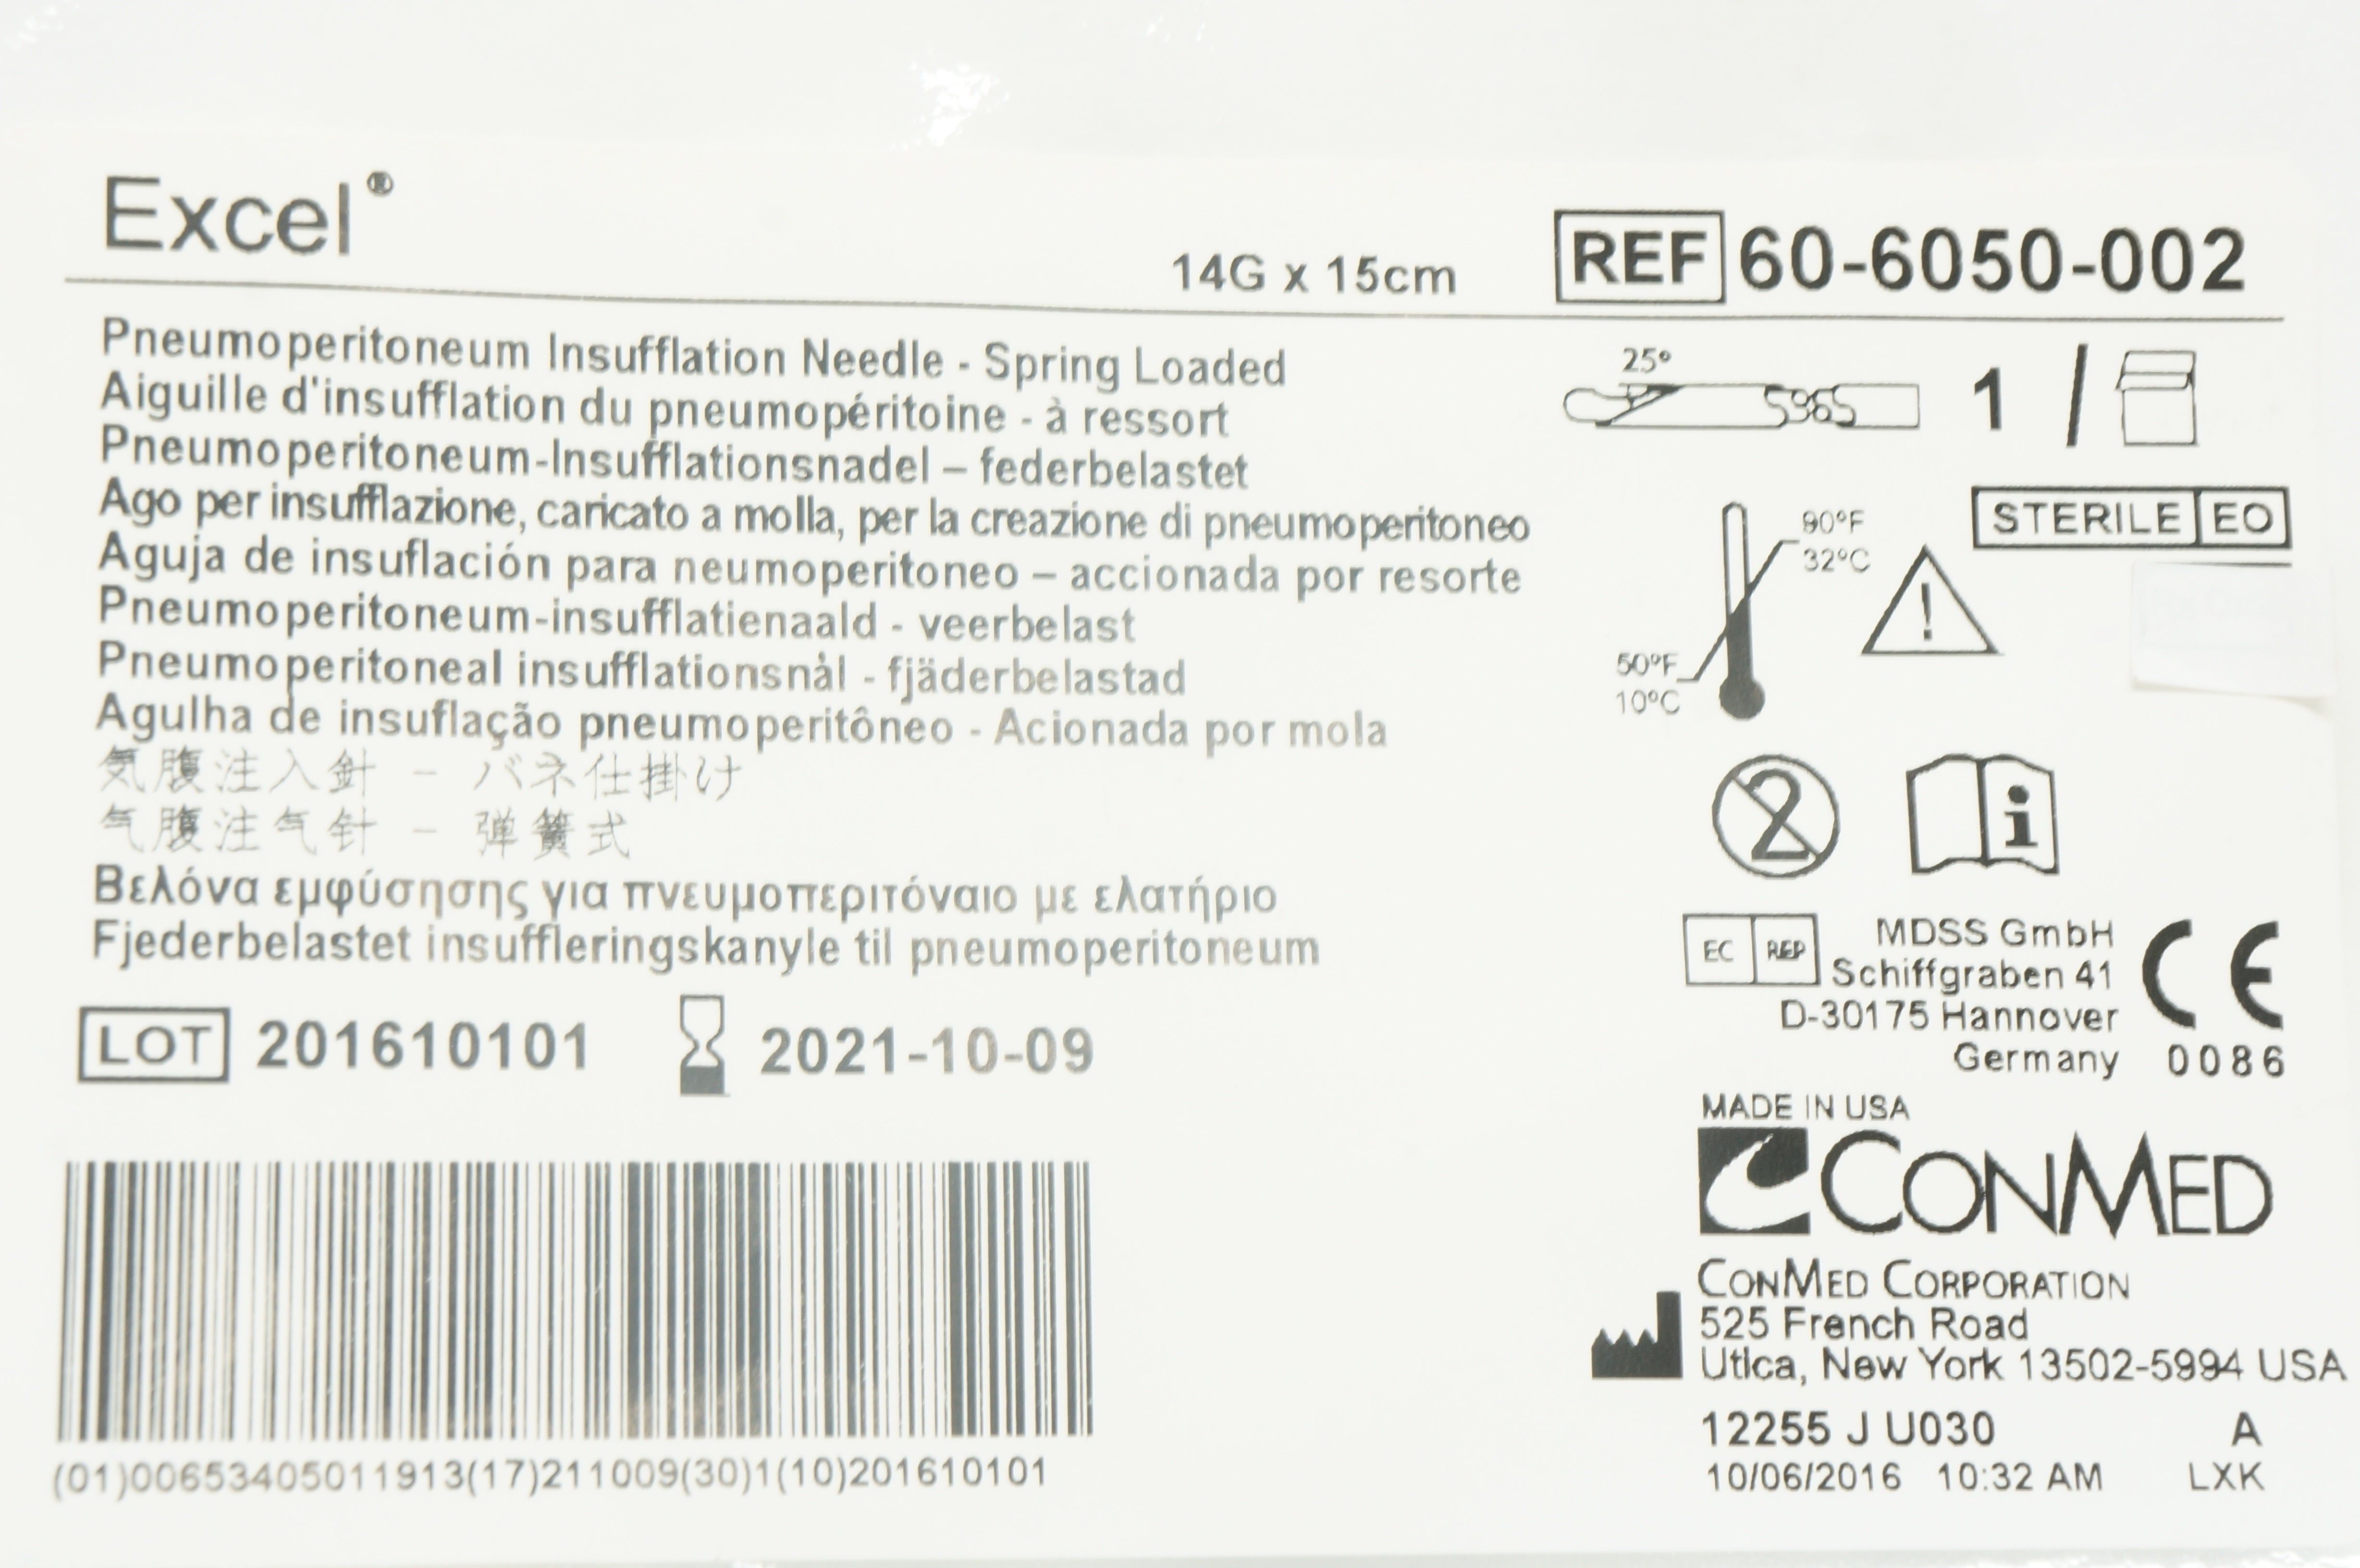 Excel®
14G x 15cm
REF 60-6050-002
Pneumoperitoneum Insufflation Needle - Spring Loaded
Aiguille d'insufflation du pneumopéritoine - à ressort
Pneumoperitoneum-Insufflationsnadel – federbelastet
Ago per insufflazione, caricato a molla, per la creazione di pneumoperitoneo
Aguja de insuflación para neumoperitoneo – accionada por resorte
Pneumoperitoneum-insufflatienaald - veerbelast
Pneumoperitoneal insufflationsnål - fjäderbelastad
Agulha de insuflação pneumoperitôneo - Acionada por mola
気腹注入針 – バネ仕掛け
气腹注气针 – 弹簧式
Βελόνα εμφύσησης για πνευμοπεριτόναιο με ελατήριο
Fjederbelastet insuffleringskanyle til pneumoperitoneum
LOT 201610101 2021-10-09
(01)00653405011913(17)211009(30)1(10)201610101
25°
1 /
STERILE EO
90°F
32°C
!
50°F
10°C
2
i
EC REP
MDSS GmbH
Schiffgraben 41
D-30175 Hannover
Germany
CE
0086
MADE IN USA
CONMED
CONMED CORPORATION
525 French Road
Utica, New York 13502-5994 USA
12255 J U030 A
10/06/2016 10:32 AM LXK